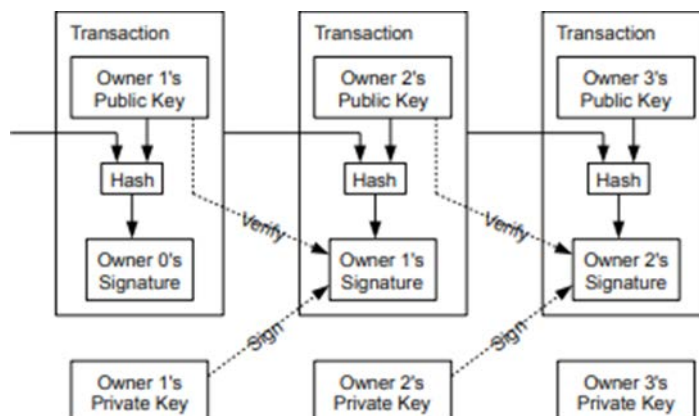 Transaction
Owner 1's
Public Key
Hash
Owner 0's
Signature
Transaction
Owner 2's
Public Key
Hash
Verify
Owner 1's
Signature
Sign
Transaction
Owner 3's
Public Key
Hash
Verify
Owner 2's
Signature
Sign
Owner 1's
Private Key
Owner 2's
Private Key
Owner 3's
Private Key